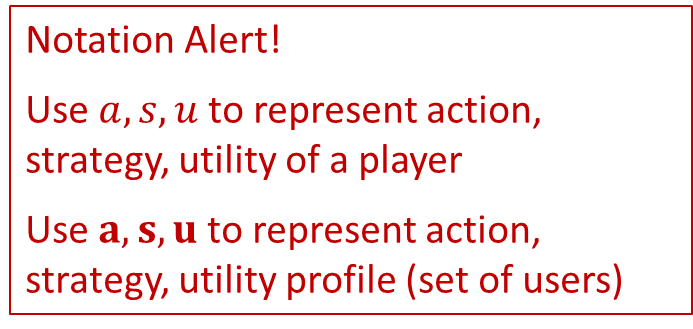 Notation Alert!
Use a, s, u to represent action,
strategy, utility of a player
Use a, s, u to represent action,
strategy, utility profile (set of users)